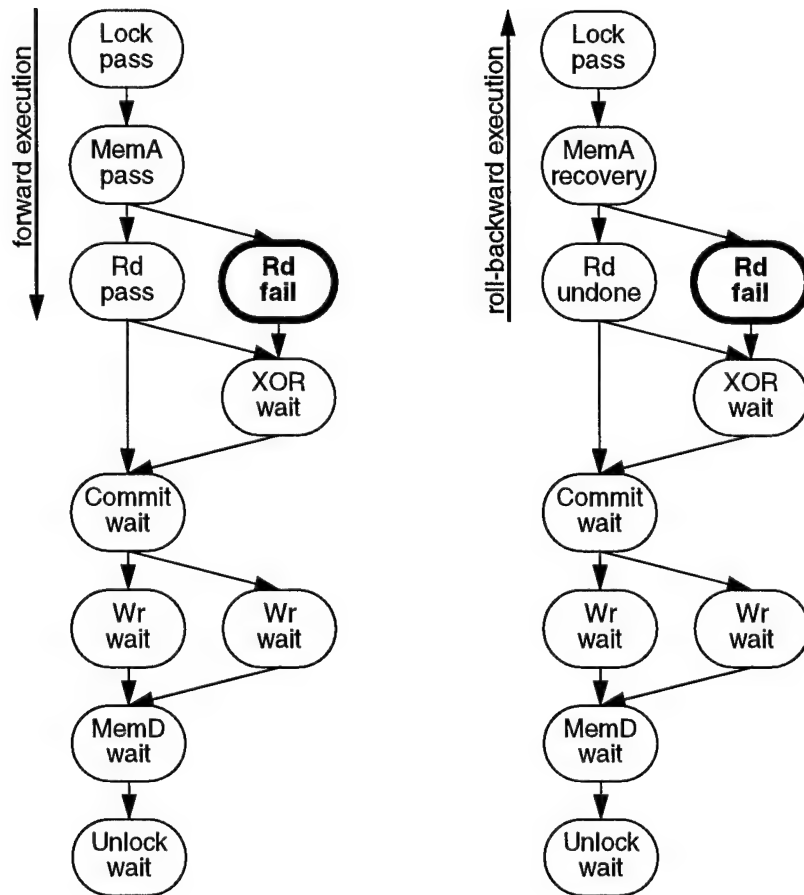 forward execution
Lock
pass
MemA
pass
Rd
pass
Rd
fail
XOR
wait
Commit
wait
Wr
wait
Wr
wait
MemD
wait
Unlock
wait
roll-backward execution
Lock
pass
MemA
recovery
Rd
undone
Rd
fail
XOR
wait
Commit
wait
Wr
wait
Wr
wait
MemD
wait
Unlock
wait